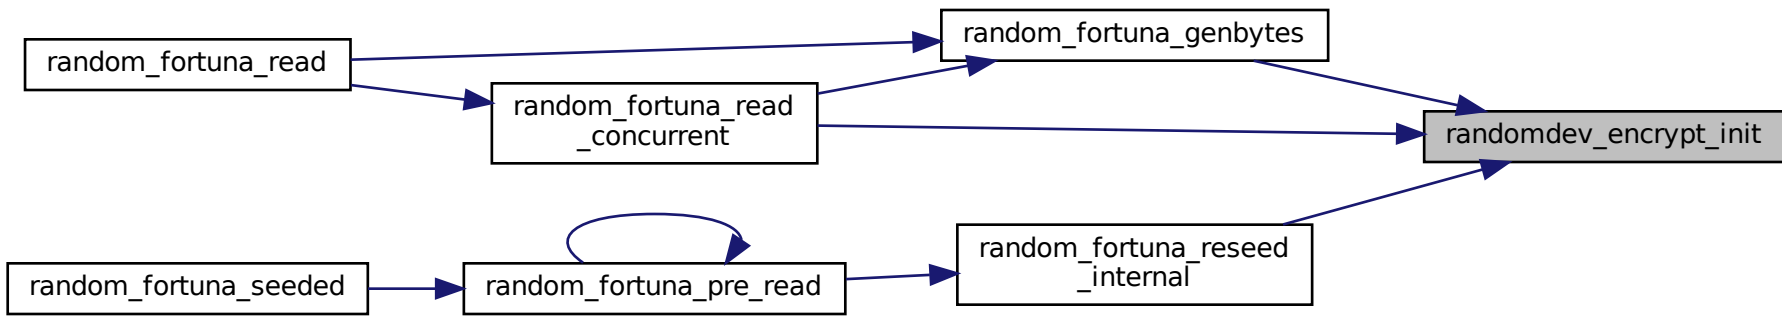 random_fortuna_genbytes
random_fortuna_read
random_fortuna_read
_concurrent
randomdev_encrypt_init
random_fortuna_reseed
_internal
random_fortuna_seeded
random_fortuna_pre_read